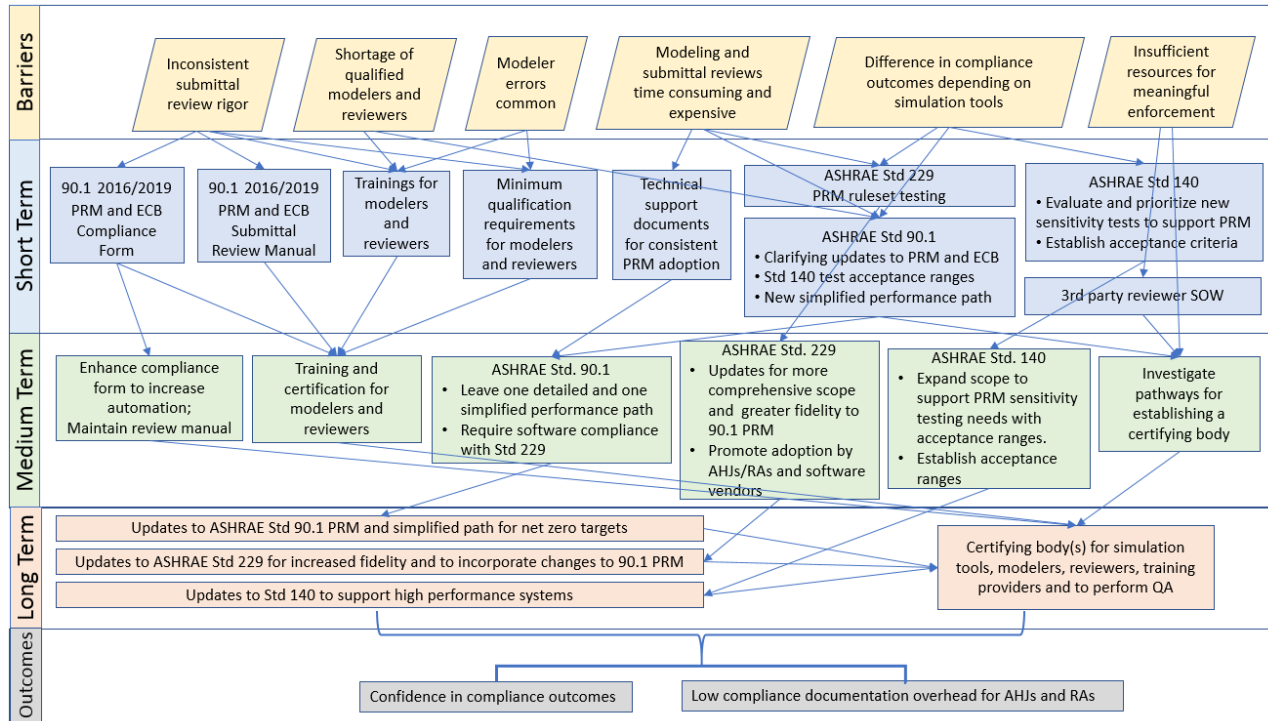 Barriers
Inconsistent
submittal
review rigor
Shortage of
qualified
modelers and
reviewers
Modeler
errors
common
Modeling and
submittal reviews
time consuming and
expensive
Difference in compliance
outcomes depending on
simulation tools
Insufficient
resources for
meaningful
enforcement
Short Term
90.1 2016/2019
PRM and ECB
Compliance
Form
90.1 2016/2019
PRM and ECB
Submittal
Review Manual
Trainings for
modelers
and
reviewers
Minimum
qualification
requirements
for modelers
and reviewers
Technical
support
documents
for consistent
PRM adoption
ASHRAE Std 229
PRM ruleset testing
ASHRAE Std 90.1
• Clarifying updates to PRM and ECB
• Std 140 test acceptance ranges
• New simplified performance path
ASHRAE Std 140
• Evaluate and prioritize new
sensitivity tests to support PRM
• Establish acceptance criteria
3rd party reviewer SOW
Medium Term
Enhance compliance
form to increase
automation;
Maintain review manual
Training and
certification for
modelers and
reviewers
ASHRAE Std. 90.1
• Leave one detailed and one
simplified performance path
• Require software compliance
with Std 229
ASHRAE Std. 229
• Updates for more
comprehensive scope
and greater fidelity to
90.1 PRM
• Promote adoption by
AHJs/RAs and software
vendors
ASHRAE Std. 140
• Expand scope to
support PRM sensitivity
testing needs with
acceptance ranges.
• Establish acceptance
ranges
Investigate
pathways for
establishing a
certifying body
Long Term
Updates to ASHRAE Std 90.1 PRM and simplified path for net zero targets
Updates to ASHRAE Std 229 for increased fidelity and to incorporate changes to 90.1 PRM
Updates to Std 140 to support high performance systems
Certifying body(s) for simulation
tools, modelers, reviewers, training
providers and to perform QA
Outcomes
Confidence in compliance outcomes
Low compliance documentation overhead for AHJs and RAs